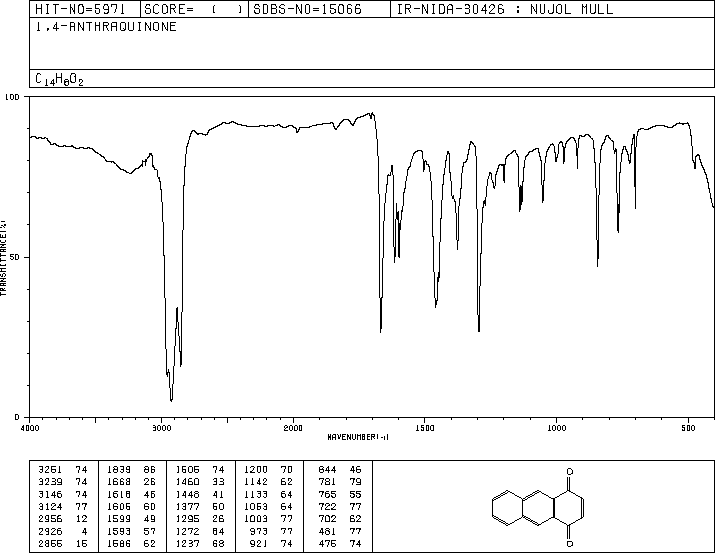 HIT-NO=5971 SCORE= ( ) SDBS-NO=15066 IR-NIDA-30426 : NUJOL MULL
1,4-ANTHRAQUINONE
C14H8O2
100
50
0
TRANSMITTANCE(%)
4000 3000 2000 1500 1000 500
WAVENUMBER(-1)
3261 74 1839 86 1506 74 1200 70 844 46
3239 74 1668 26 1460 33 1142 62 781 79
3146 74 1618 46 1448 41 1133 64 765 55
3124 77 1605 60 1377 50 1053 64 722 77
2956 12 1599 49 1295 26 1003 77 702 62
2926 4 1593 57 1272 84 973 77 481 77
2855 15 1586 62 1237 68 921 74 475 74
O
O